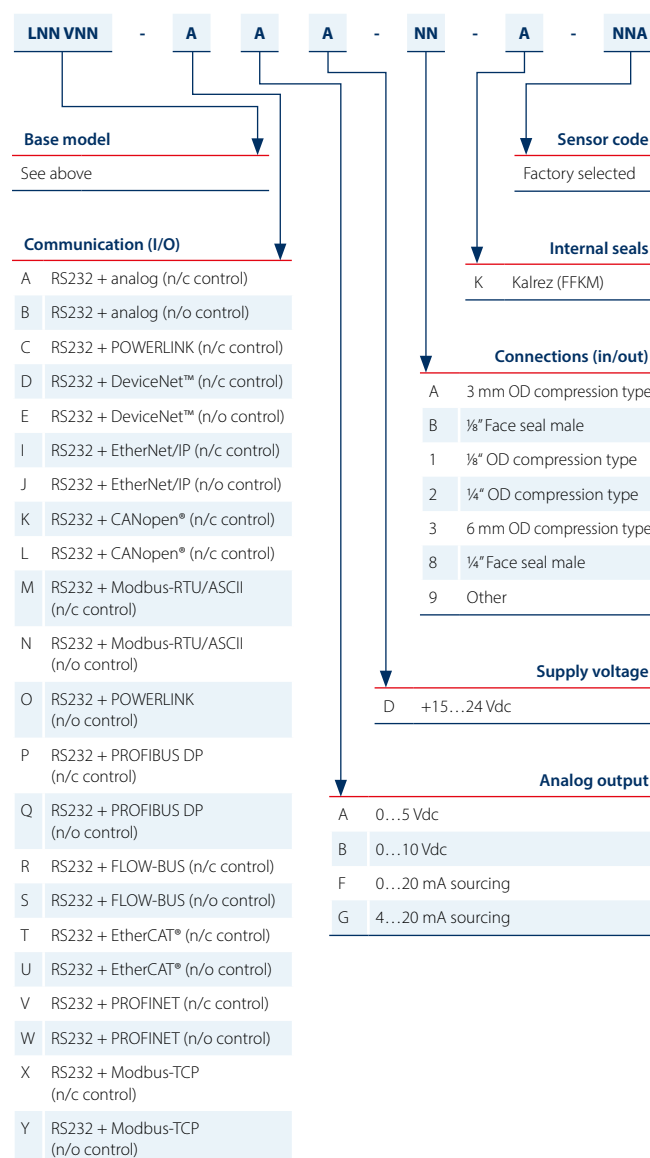 LNN VNN - A A A - NN - A - NNA
Base model
See above
Sensor code
Factory selected
Communication (I/O)
A RS232 + analog (n/c control)
B RS232 + analog (n/o control)
C RS232 + POWERLINK (n/c control)
D RS232 + DeviceNet™ (n/c control)
E RS232 + DeviceNet™ (n/o control)
I RS232 + EtherNet/IP (n/c control)
J RS232 + EtherNet/IP (n/o control)
K RS232 + CANopen® (n/c control)
L RS232 + CANopen® (n/c control)
M RS232 + Modbus-RTU/ASCII
(n/c control)
N RS232 + Modbus-RTU/ASCII
(n/o control)
O RS232 + POWERLINK
(n/o control)
P RS232 + PROFIBUS DP
(n/c control)
Q RS232 + PROFIBUS DP
(n/o control)
R RS232 + FLOW-BUS (n/c control)
S RS232 + FLOW-BUS (n/o control)
T RS232 + EtherCAT® (n/c control)
U RS232 + EtherCAT® (n/o control)
V RS232 + PROFINET (n/c control)
W RS232 + PROFINET (n/o control)
X RS232 + Modbus-TCP
(n/c control)
Y RS232 + Modbus-TCP
(n/o control)
Internal seals
K Kalrez (FFKM)
Connections (in/out)
A 3 mm OD compression type
B ⅛” Face seal male
1 ⅛“ OD compression type
2 ¼“ OD compression type
3 6 mm OD compression type
8 ¼” Face seal male
9 Other
Supply voltage
D +15…24 Vdc
Analog output
A 0…5 Vdc
B 0…10 Vdc
F 0…20 mA sourcing
G 4…20 mA sourcing